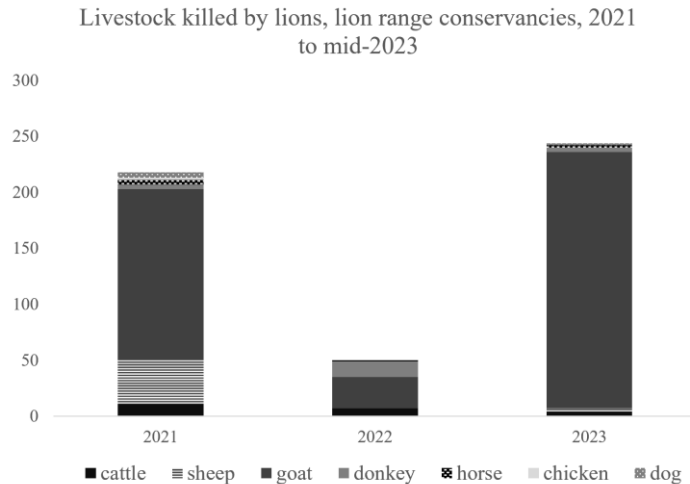 Livestock killed by lions, lion range conservancies, 2021
to mid-2023
300
250
200
150
100
50
0
2021 2022 2023
cattle sheep goat donkey horse chicken dog